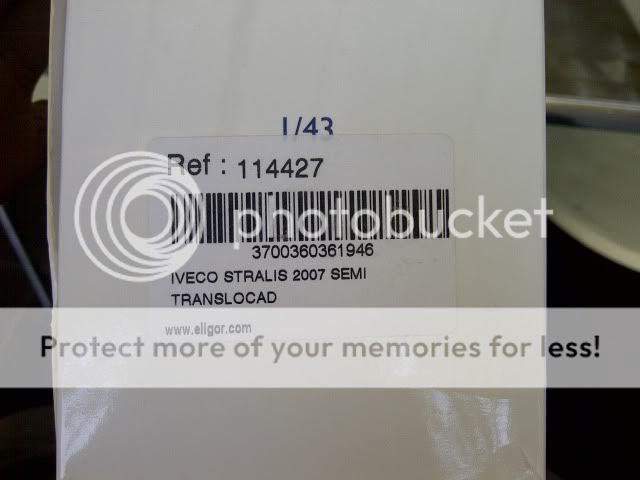 1/43
Ref : 114427
photobucket
3700360361946
IVECO STRALIS 2007 SEMI
TRANSLOCAD
www.eligor.com
Protect more of your memories for less!